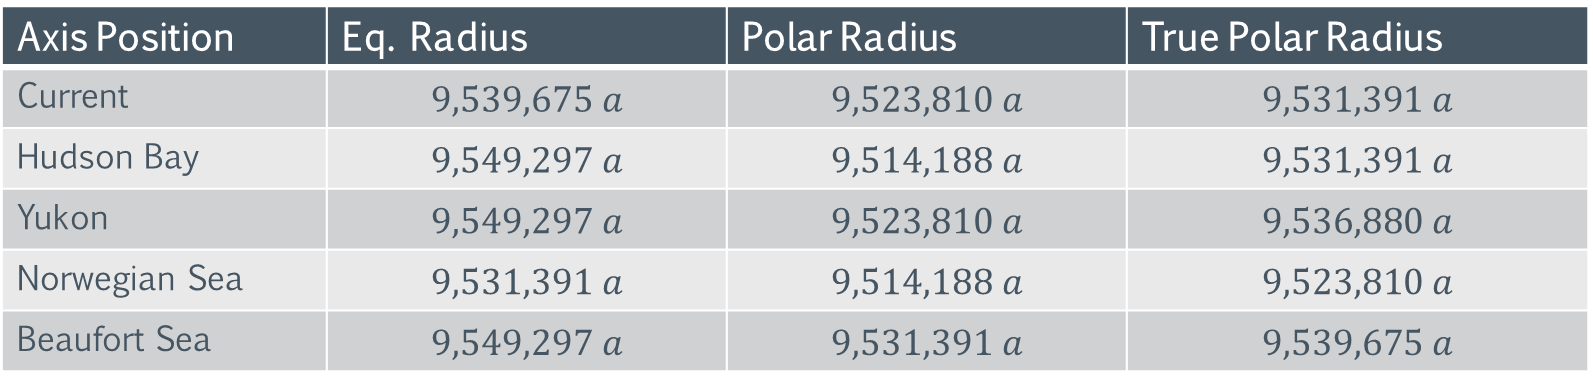 Axis Position Eq. Radius Polar Radius True Polar Radius
Current 9,539,675 a 9,523,810 a 9,531,391 a
Hudson Bay 9,549,297 a 9,514,188 a 9,531,391 a
Yukon 9,549,297 a 9,523,810 a 9,536,880 a
Norwegian Sea 9,531,391 a 9,514,188 a 9,523,810 a
Beaufort Sea 9,549,297 a 9,531,391 a 9,539,675 a